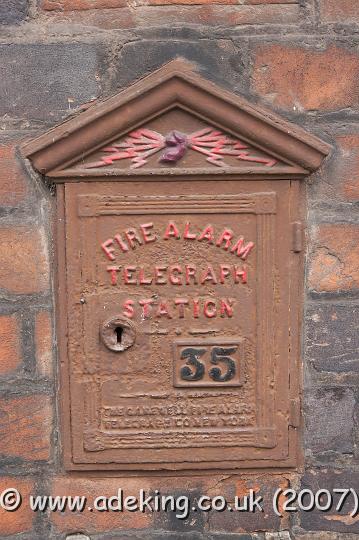 FIRE ALARM
TELEGRAPH
STATION
35
THE GAMEWELL FIRE ALARM
TELEGRAPH CO NEW YORK
© www.adeking.co.uk (2007)